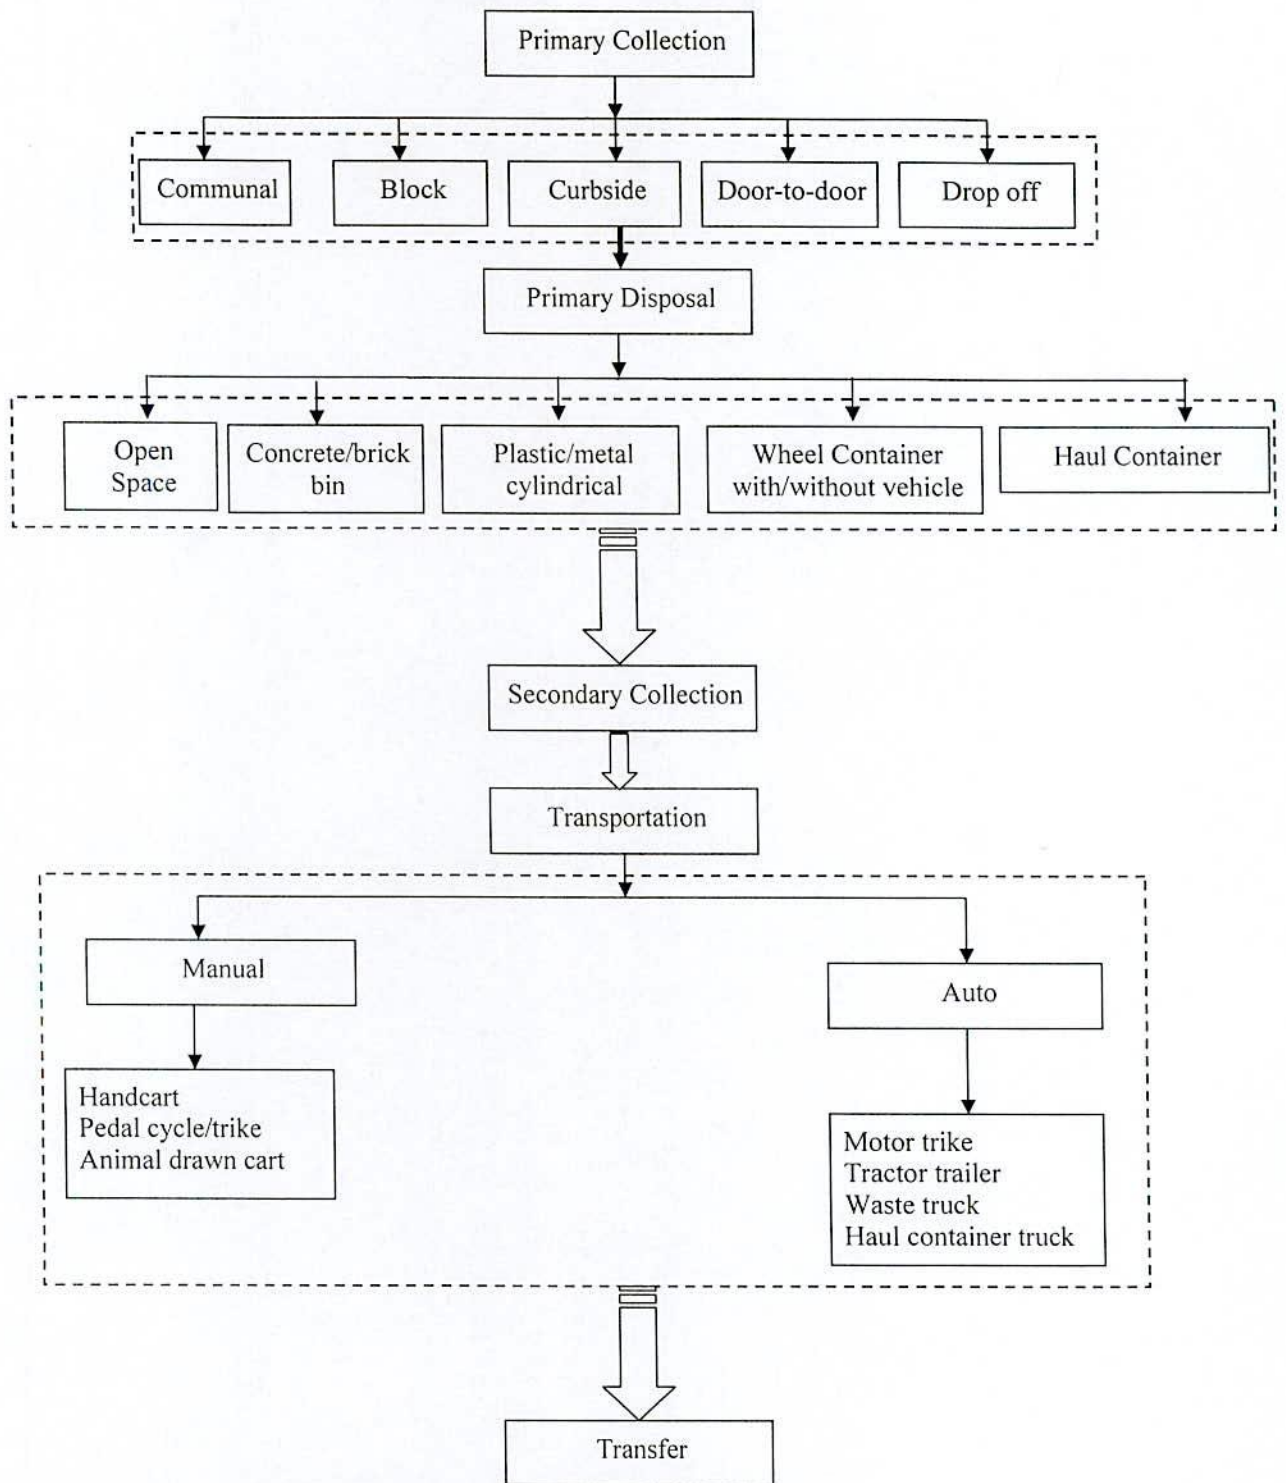 Primary Collection
Communal
Block
Curbside
Door-to-door
Drop off
Primary Disposal
Open
Space
Concrete/brick
bin
Plastic/metal
cylindrical
Wheel Container
with/without vehicle
Haul Container
Secondary Collection
Transportation
Manual
Auto
Handcart
Pedal cycle/trike
Animal drawn cart
Motor trike
Tractor trailer
Waste truck
Haul container truck
Transfer